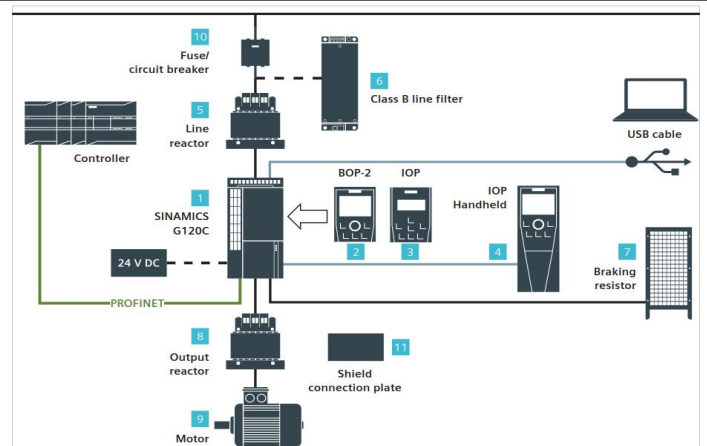 10
Fuse/
circuit breaker
6
Class B line filter
5
Line
reactor
Controller
USB cable
BOP-2
IOP
IOP
Handheld
1
SINAMICS
G120C
2
3
4
7
Braking
resistor
24 V DC
PROFINET
8
Output
reactor
11
Shield
connection plate
9
Motor